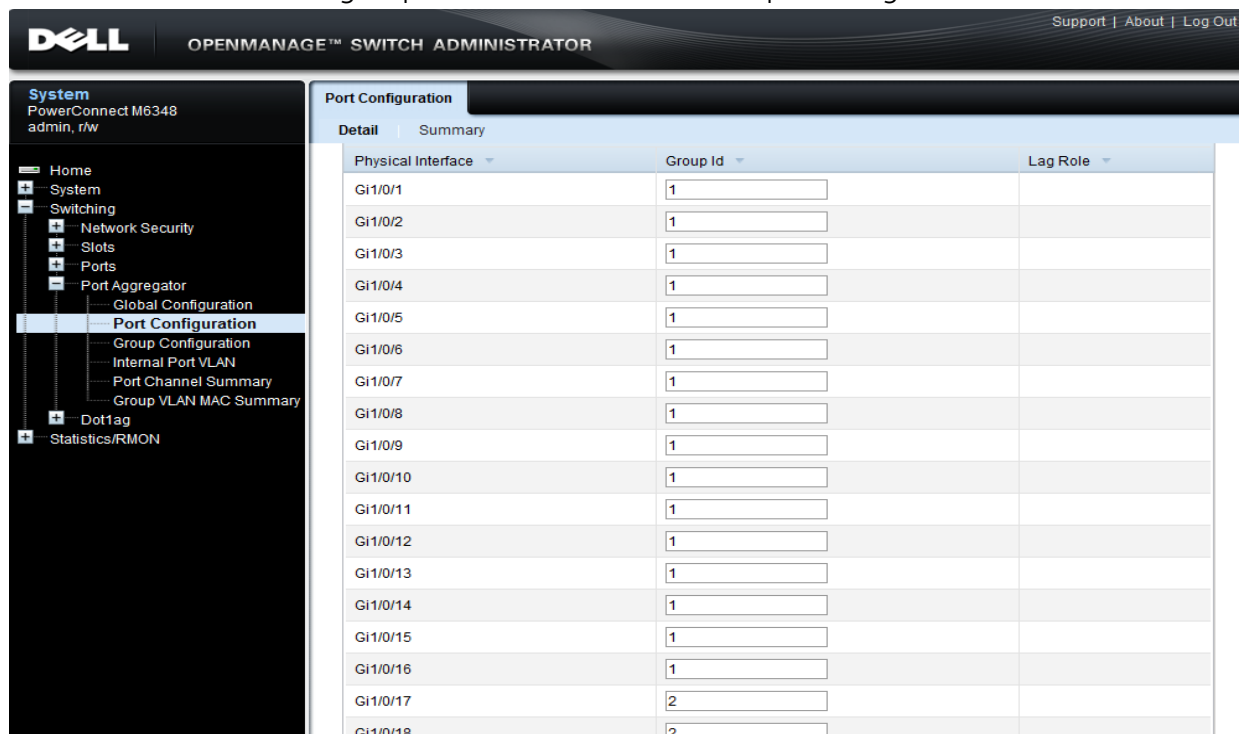 Support | About | Log Out
DELL OPENMANAGE™ SWITCH ADMINISTRATOR
System
PowerConnect M6348
admin, r/w
Home
System
Switching
Network Security
Slots
Ports
Port Aggregator
Global Configuration
Port Configuration
Group Configuration
Internal Port VLAN
Port Channel Summary
Group VLAN MAC Summary
Dot1ag
Statistics/RMON
Port Configuration
Detail Summary
Physical Interface Group Id Lag Role
Gi1/0/1 1
Gi1/0/2 1
Gi1/0/3 1
Gi1/0/4 1
Gi1/0/5 1
Gi1/0/6 1
Gi1/0/7 1
Gi1/0/8 1
Gi1/0/9 1
Gi1/0/10 1
Gi1/0/11 1
Gi1/0/12 1
Gi1/0/13 1
Gi1/0/14 1
Gi1/0/15 1
Gi1/0/16 1
Gi1/0/17 2
Gi1/0/18 2